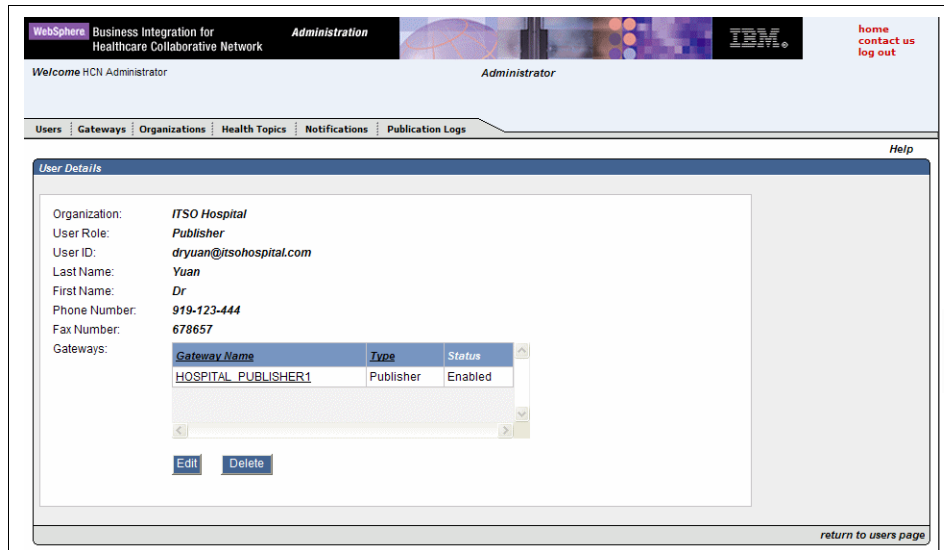 WebSphere Business Integration for Healthcare Collaborative Network
Administration
IBM
home
contact us
log out
Welcome HCN Administrator
Administrator
Users Gateways Organizations Health Topics Notifications Publication Logs
Help
User Details
Organization: ITSO Hospital
User Role: Publisher
User ID: dryuan@itsohospital.com
Last Name: Yuan
First Name: Dr
Phone Number: 919-123-444
Fax Number: 678657
Gateways:
Gateway Name Type Status
HOSPITAL_PUBLISHER1 Publisher Enabled
Edit Delete
return to users page